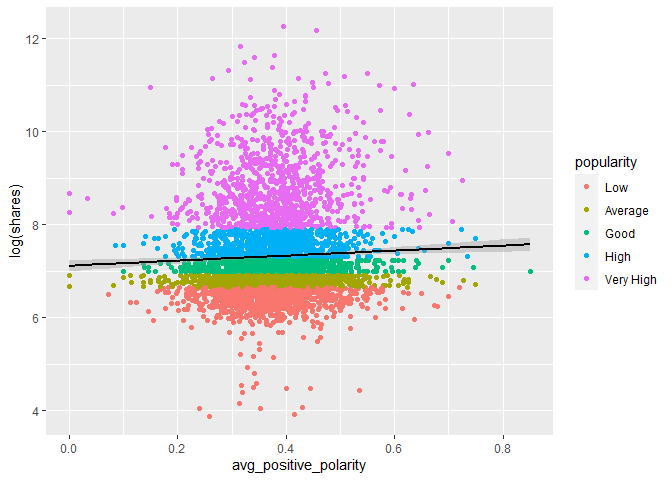 12
10
8
6
4
log(shares)
0.0
0.2
0.4
0.6
0.8
avg_positive_polarity
popularity
Low
Average
Good
High
Very High